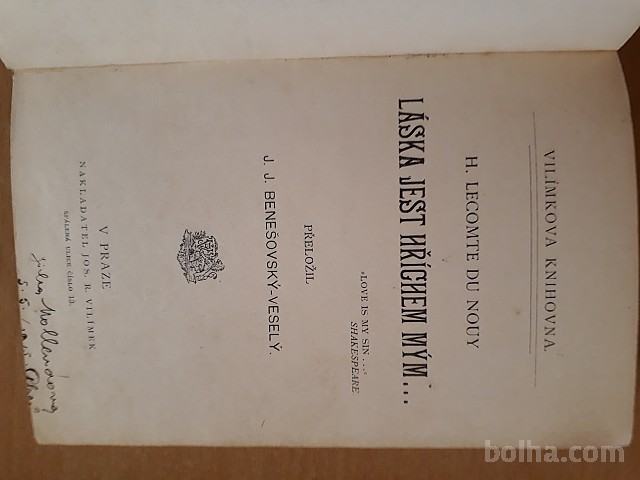 VILÍMKOVA KNIHOVNA.
H. LECOMTE DU NOUY
LÁSKA JEST HŘÍCHEM MÝM...
»LOVE IS MY SIN ...«
SHAKESPEARE
PŘELOŽIL
J. J. BENEŠOVSKÝ-VESELÝ.
V PRAZE
NAKLADATEL JOS. R. VILÍMEK
SPÁLENÁ ULICE ČÍSLO 13.
bolha.com